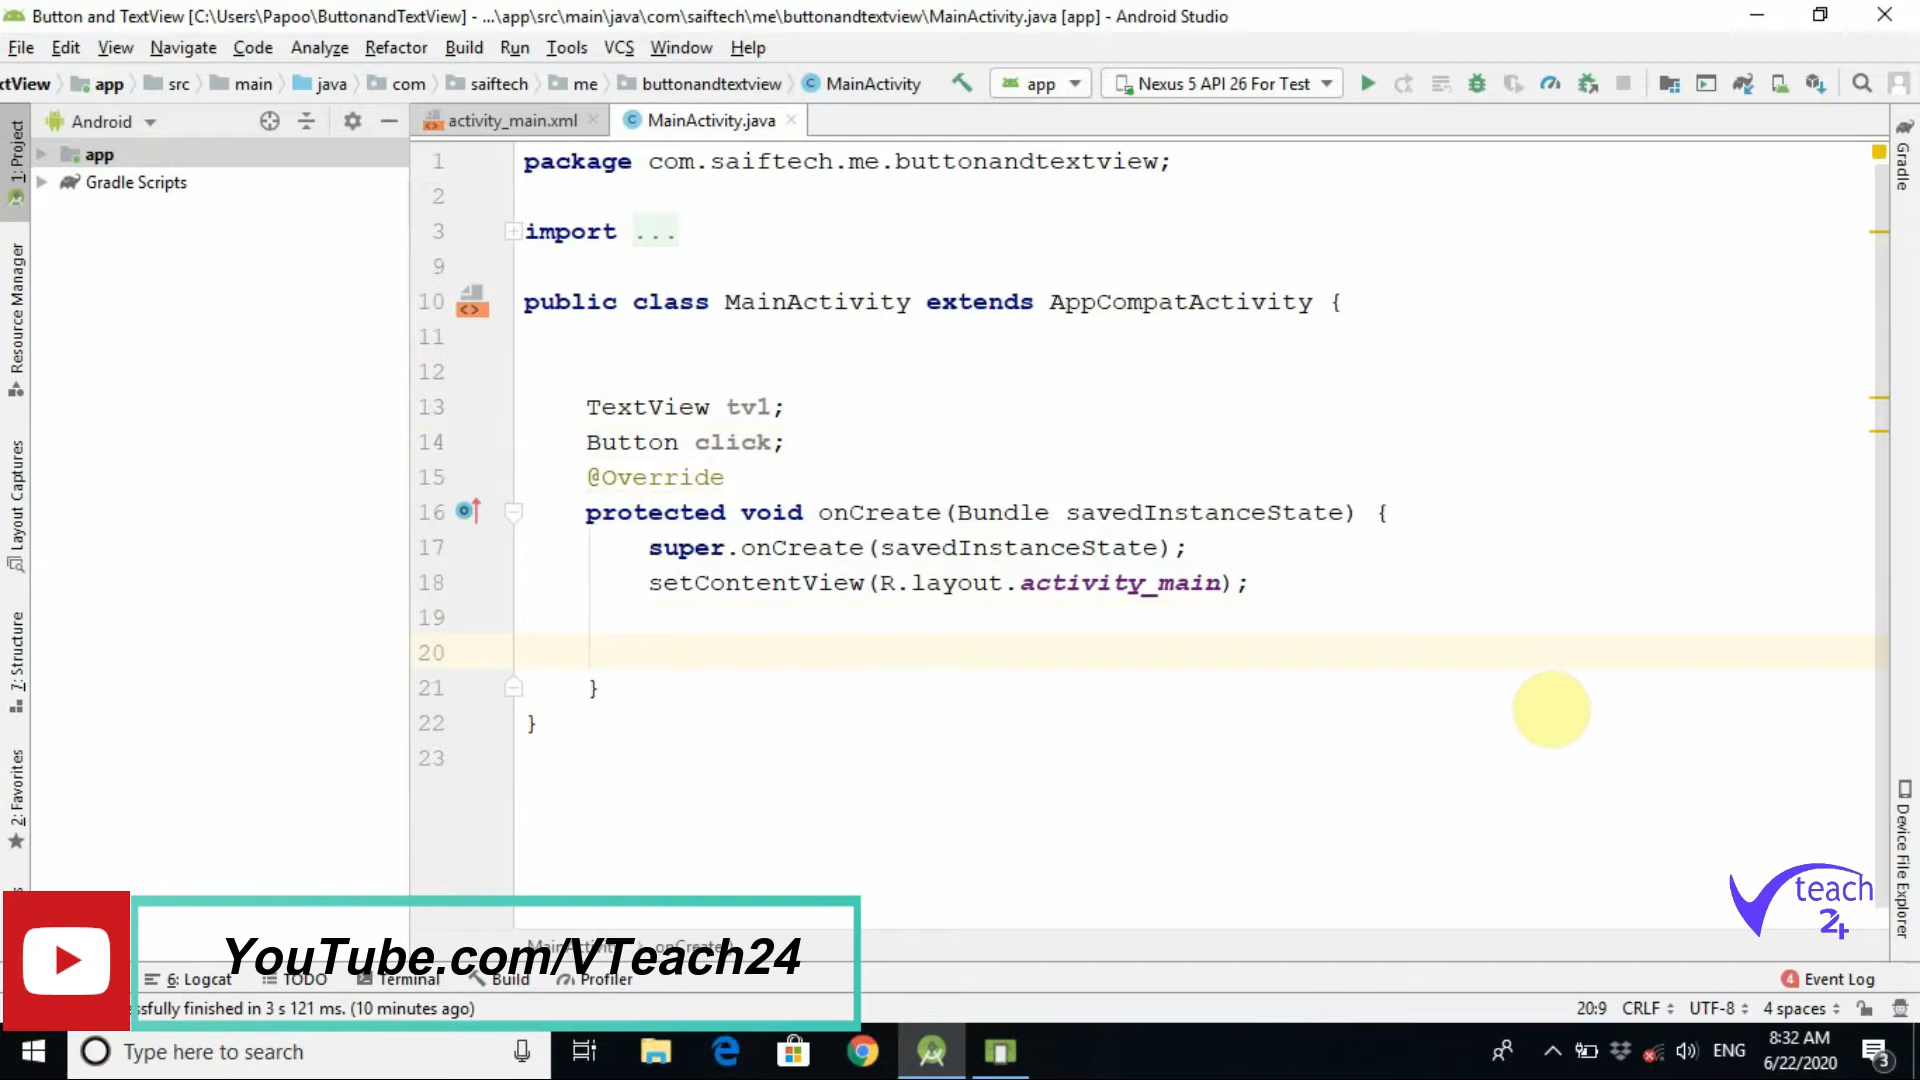 Button and TextView [C:\Users\Papoo\ButtonandTextView] - ...\app\src\main\java\com\saiftech\me\buttonandtextview\MainActivity.java [app] - Android Studio
File Edit View Navigate Code Analyze Refactor Build Run Tools VCS Window Help
xtView app src main java com saiftech me buttonandtextview MainActivity app Nexus 5 API 26 For Test
Android
activity_main.xml MainActivity.java
app
Gradle Scripts
1: Project
Resource Manager
Layout Captures
7: Structure
2: Favorites
Gradle
Device File Explorer
1 package com.saiftech.me.buttonandtextview;
2
3 import ...
9
10 public class MainActivity extends AppCompatActivity {
11
12
13 TextView tv1;
14 Button click;
15 @Override
16 protected void onCreate(Bundle savedInstanceState) {
17 super.onCreate(savedInstanceState);
18 setContentView(R.layout.activity_main);
19
20
21 }
22 }
23
teach
24
YouTube.com/VTeach24
MainActivity onCreate()
6: Logcat TODO Terminal Build Profiler
4 Event Log
ssfully finished in 3 s 121 ms. (10 minutes ago)
20:9 CRLF UTF-8 4 spaces
Type here to search
ENG
8:32 AM
6/22/2020
3